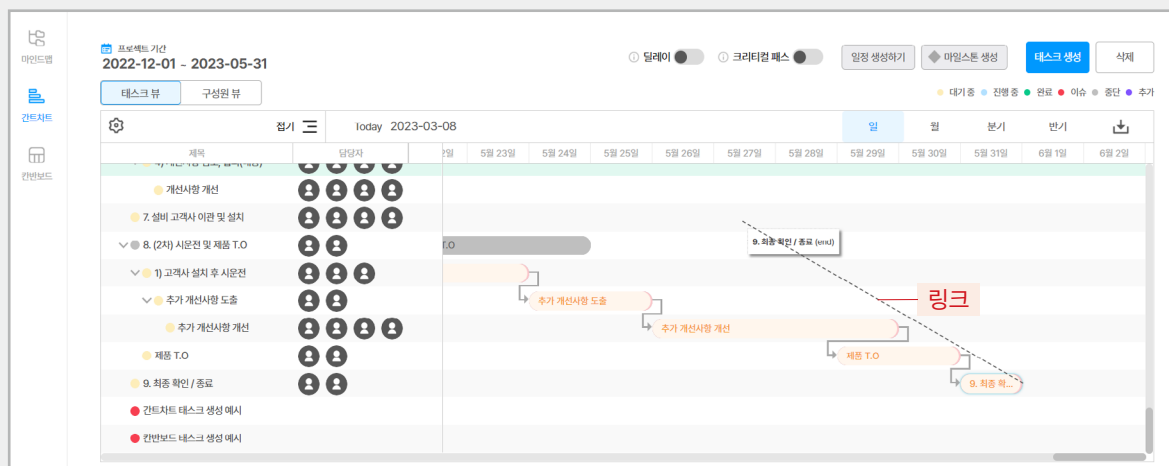 마인드맵
간트차트
칸반보드
프로젝트 기간
2022-12-01 ~ 2023-05-31
딜레이
크리티컬 패스
일정 생성하기
마일스톤 생성
태스크 생성
삭제
태스크 뷰
구성원 뷰
대기 중
진행 중
완료
이슈
중단
추가
접기
Today 2023-03-08
일
월
분기
반기
제목
담당자
5월 23일
5월 24일
5월 25일
5월 26일
5월 27일
5월 28일
5월 29일
5월 30일
5월 31일
6월 1일
6월 2일
개선사항 개선
7. 설비 고객사 이관 및 설치
8. (2차) 시운전 및 제품 T.O
T.O
9. 최종 확인 / 종료 (end)
1) 고객사 설치 후 시운전
링크
추가 개선사항 도출
추가 개선사항 도출
추가 개선사항 개선
추가 개선사항 개선
제품 T.O
제품 T.O
9. 최종 확인 / 종료
9. 최종 확...
간트차트 태스크 생성 예시
칸반보드 태스크 생성 예시